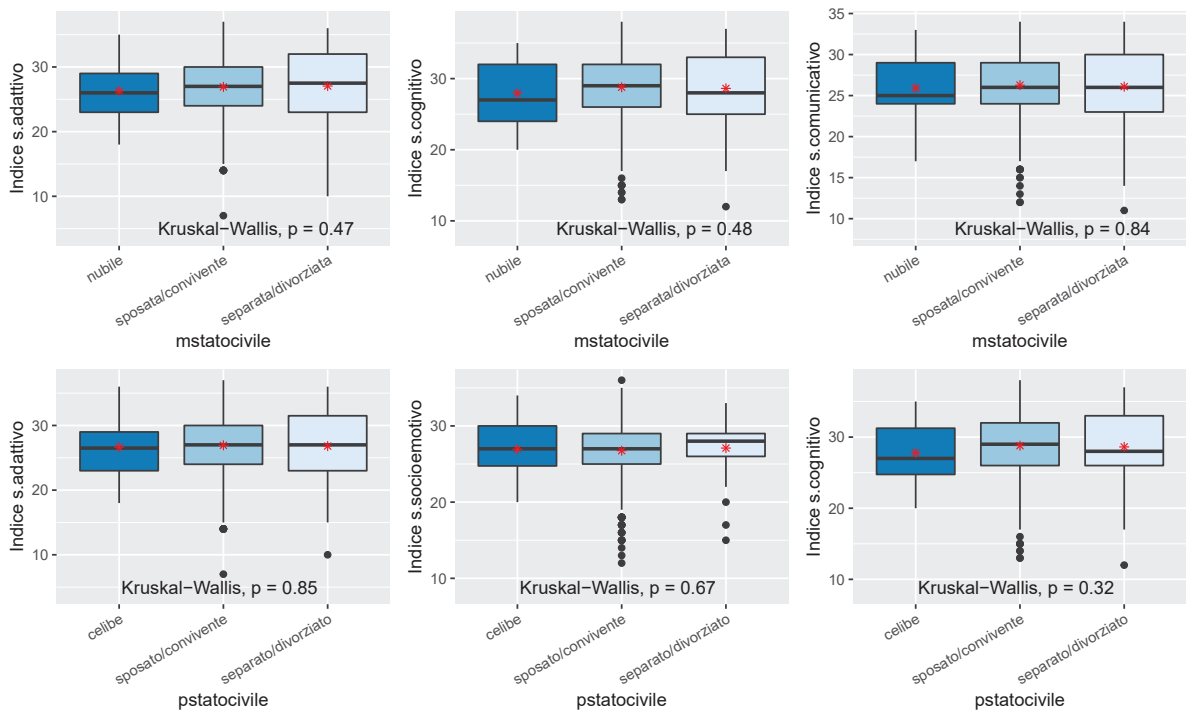 Indice s.adattivo
30
20
10
Kruskal−Wallis, p = 0.47
nubile
sposata/convivente
separata/divorziata
mstatocivile
Indice s.cognitivo
30
20
10
Kruskal−Wallis, p = 0.48
nubile
sposata/convivente
separata/divorziata
mstatocivile
Indice s.comunicativo
35
30
25
20
15
10
Kruskal−Wallis, p = 0.84
nubile
sposata/convivente
separata/divorziata
mstatocivile
Indice s.adattivo
30
20
10
Kruskal−Wallis, p = 0.85
celibe
sposato/convivente
separato/divorziato
pstatocivile
Indice s.socioemotivo
30
20
10
Kruskal−Wallis, p = 0.67
celibe
sposato/convivente
separato/divorziato
pstatocivile
Indice s.cognitivo
30
20
10
Kruskal−Wallis, p = 0.32
celibe
sposato/convivente
separato/divorziato
pstatocivile